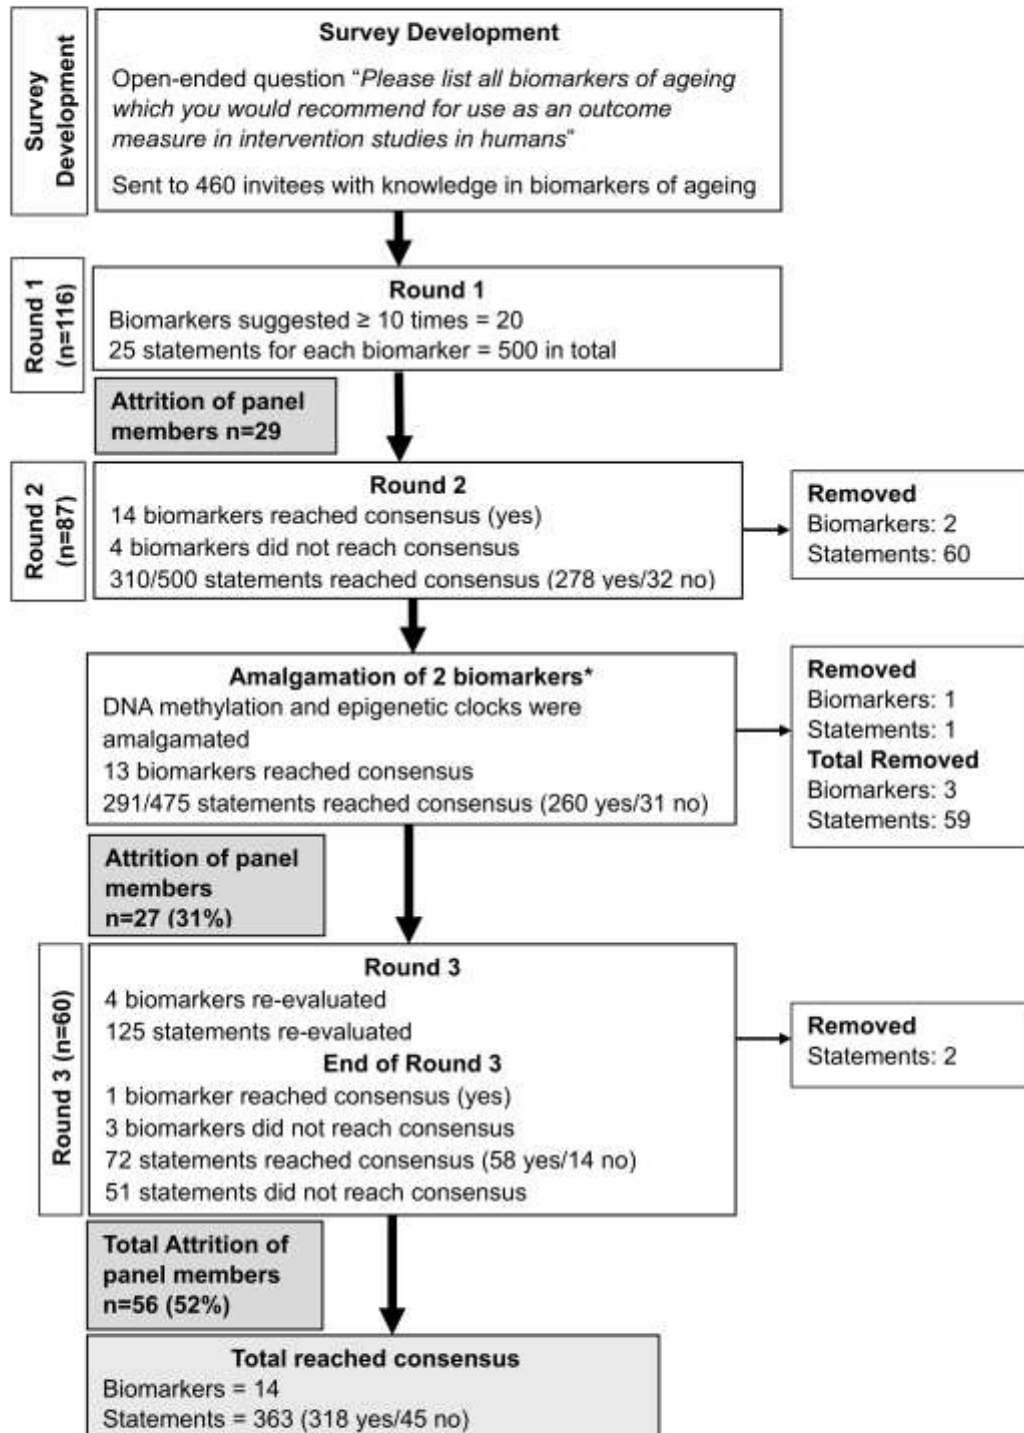 Survey Development
Survey Development
Open-ended question “Please list all biomarkers of ageing
which you would recommend for use as an outcome
measure in intervention studies in humans”
Sent to 460 invitees with knowledge in biomarkers of ageing
Round 1
(n=116)
Round 1
Biomarkers suggested ≥ 10 times = 20
25 statements for each biomarker = 500 in total
Attrition of panel
members n=29
Round 2
(n=87)
Round 2
14 biomarkers reached consensus (yes)
4 biomarkers did not reach consensus
310/500 statements reached consensus (278 yes/32 no)
Removed
Biomarkers: 2
Statements: 60
Amalgamation of 2 biomarkers*
DNA methylation and epigenetic clocks were
amalgamated
13 biomarkers reached consensus
291/475 statements reached consensus (260 yes/31 no)
Removed
Biomarkers: 1
Statements: 1
Total Removed
Biomarkers: 3
Statements: 59
Attrition of panel
members
n=27 (31%)
Round 3 (n=60)
Round 3
4 biomarkers re-evaluated
125 statements re-evaluated
End of Round 3
1 biomarker reached consensus (yes)
3 biomarkers did not reach consensus
72 statements reached consensus (58 yes/14 no)
51 statements did not reach consensus
Removed
Statements: 2
Total Attrition of
panel members
n=56 (52%)
Total reached consensus
Biomarkers = 14
Statements = 363 (318 yes/45 no)